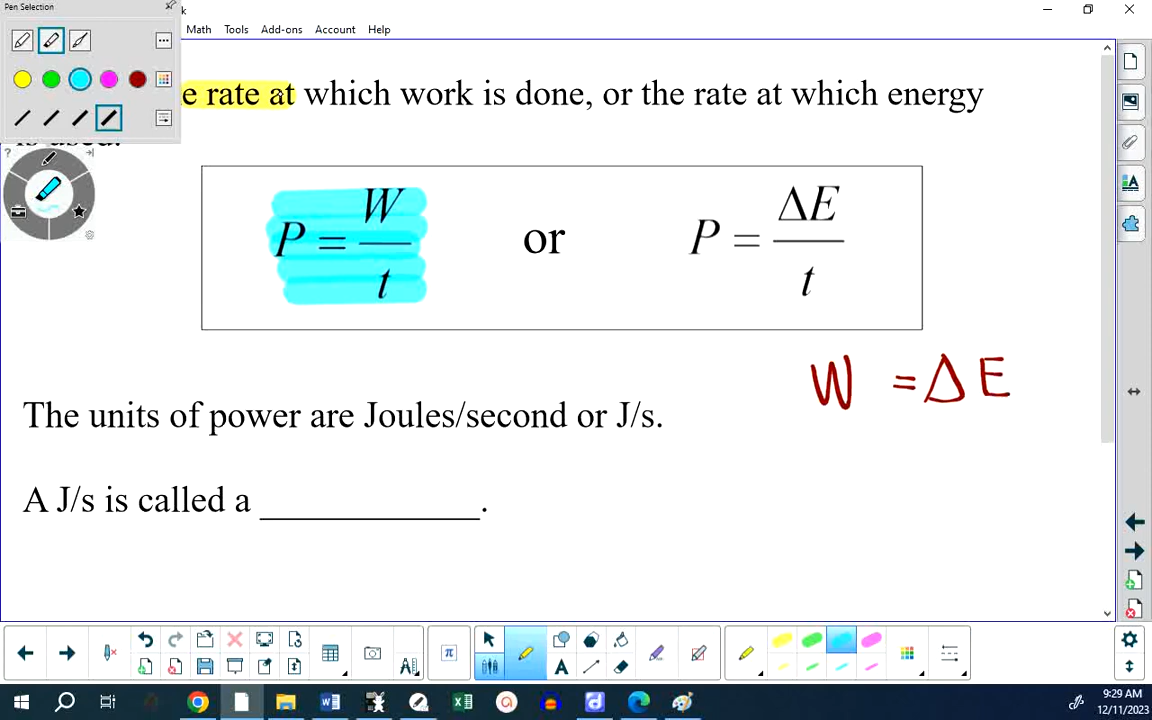 Pen Selection
k
Math Tools Add-ons Account Help
e rate at which work is done, or the rate at which energy
is used.
P = W/t or P = ΔE/t
W = ΔE
The units of power are Joules/second or J/s.
A J/s is called a ____________.
9:29 AM
12/11/2023